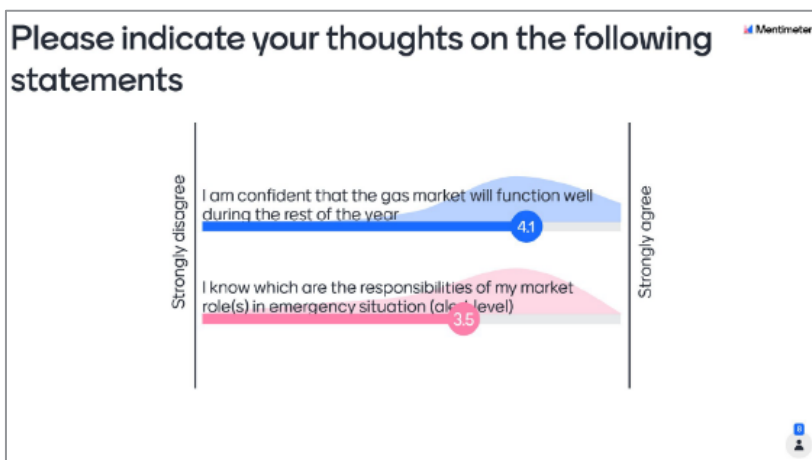 Please indicate your thoughts on the following
statements
Mentimeter
Strongly disagree
I am confident that the gas market will function well
during the rest of the year
4.1
I know which are the responsibilities of my market
role(s) in emergency situation (alert level)
3.5
Strongly agree
8